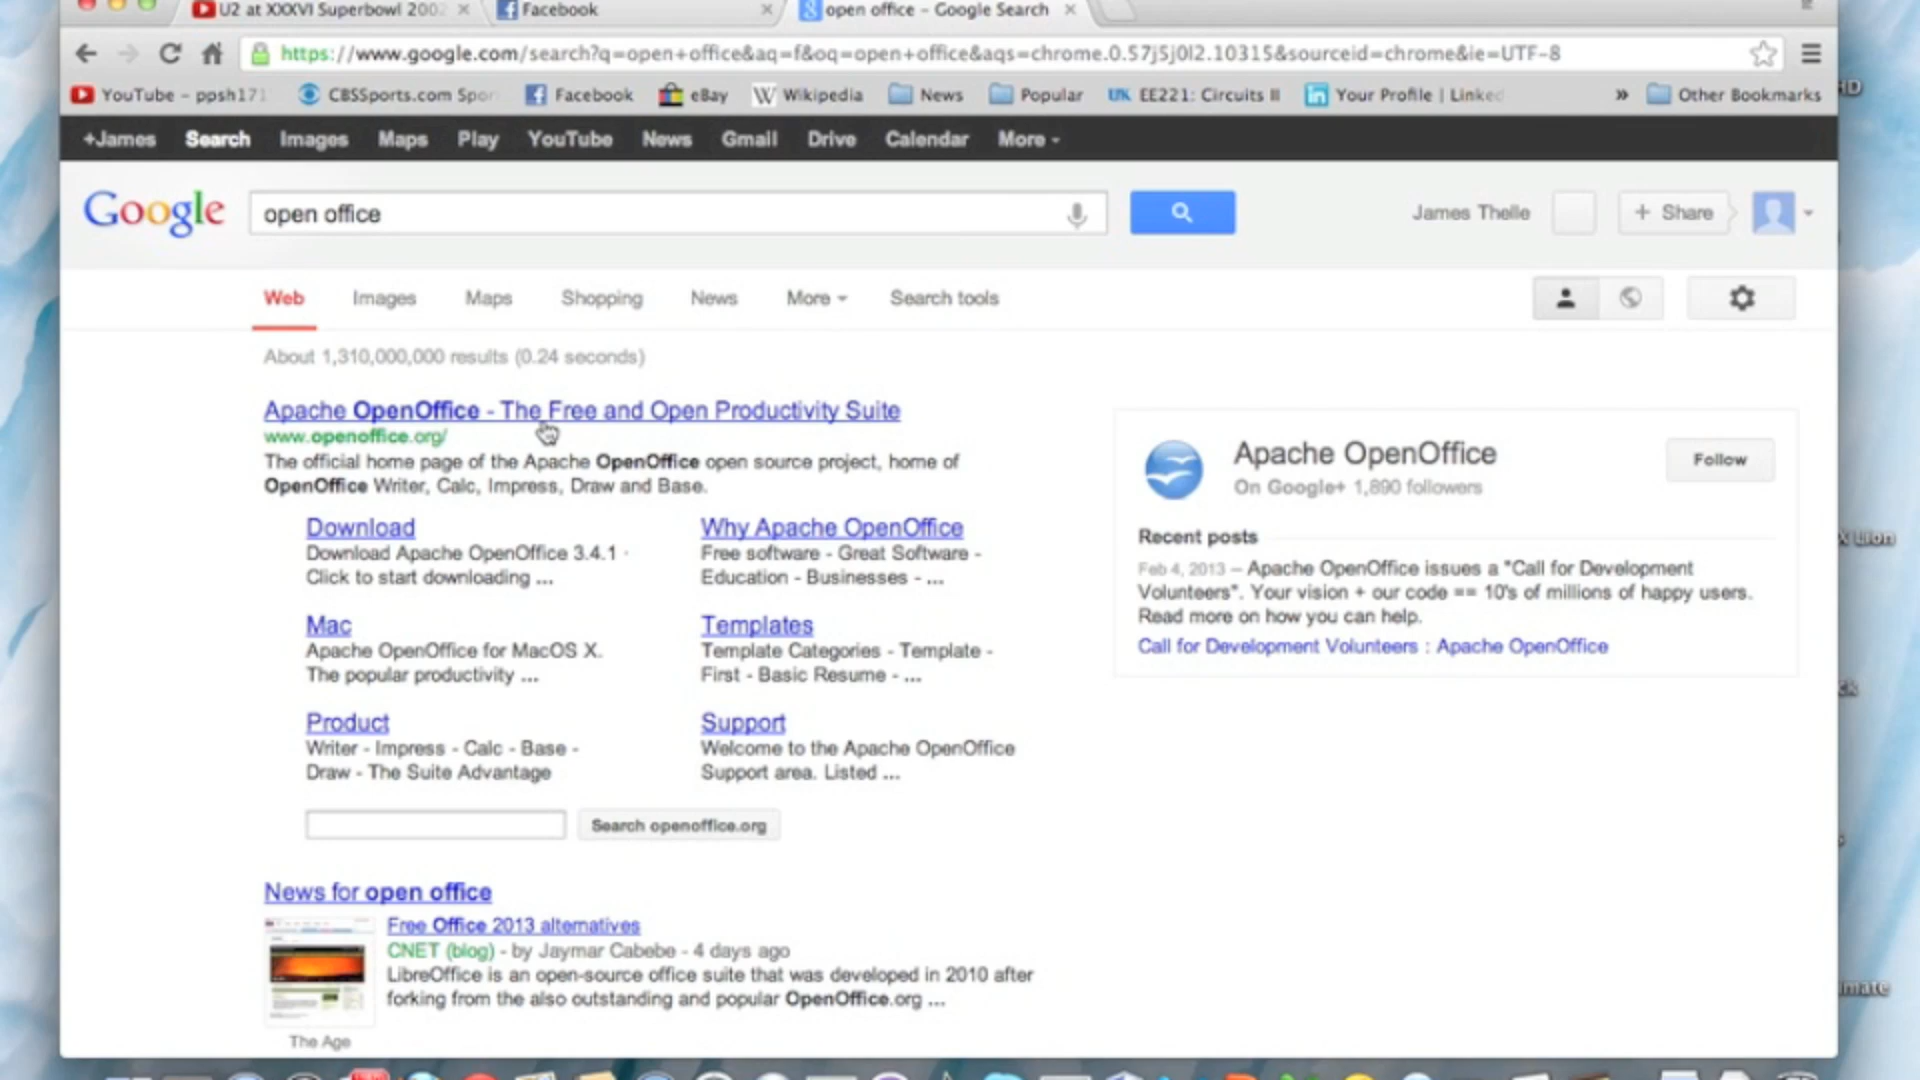 U2 at XXXVI Superbowl 2002
Facebook
open office - Google Search
https://www.google.com/search?q=open+office&aq=f&oq=open+office&aqs=chrome.0.57j5j0l2.10315&sourceid=chrome&ie=UTF-8
YouTube - ppsh171
CBSSports.com Spor
Facebook
eBay
Wikipedia
News
Popular
EE221: Circuits II
Your Profile | Linked
»
Other Bookmarks
+James
Search
Images
Maps
Play
YouTube
News
Gmail
Drive
Calendar
More
Google
open office
James Thelle
+ Share
Web
Images
Maps
Shopping
News
More
Search tools
About 1,310,000,000 results (0.24 seconds)
Apache OpenOffice - The Free and Open Productivity Suite
www.openoffice.org/
The official home page of the Apache OpenOffice open source project, home of
OpenOffice Writer, Calc, Impress, Draw and Base.
Download
Download Apache OpenOffice 3.4.1 ·
Click to start downloading ...
Why Apache OpenOffice
Free software - Great Software -
Education - Businesses - ...
Mac
Apache OpenOffice for MacOS X.
The popular productivity ...
Templates
Template Categories - Template -
First - Basic Resume - ...
Product
Writer - Impress - Calc - Base -
Draw - The Suite Advantage
Support
Welcome to the Apache OpenOffice
Support area. Listed ...
Search openoffice.org
Apache OpenOffice
On Google+ 1,890 followers
Follow
Recent posts
Feb 4, 2013 – Apache OpenOffice issues a "Call for Development
Volunteers". Your vision + our code == 10's of millions of happy users.
Read more on how you can help.
Call for Development Volunteers : Apache OpenOffice
News for open office
Free Office 2013 alternatives
CNET (blog) - by Jaymar Cabebe - 4 days ago
LibreOffice is an open-source office suite that was developed in 2010 after
forking from the also outstanding and popular OpenOffice.org ...
The Age
HD
X Lion
ck
imate